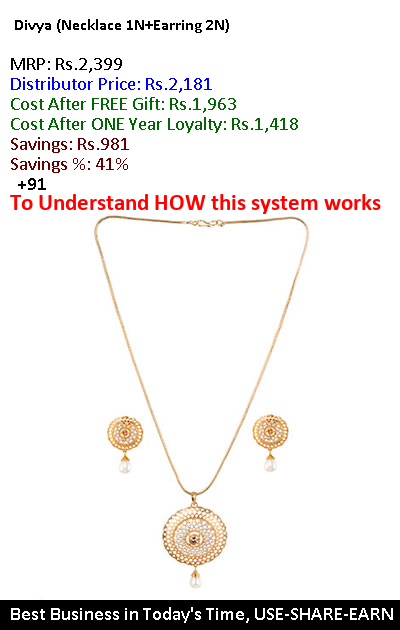 Divya (Necklace 1N+Earring 2N)
MRP: Rs.2,399
Distributor Price: Rs.2,181
Cost After FREE Gift: Rs.1,963
Cost After ONE Year Loyalty: Rs.1,418
Savings: Rs.981
Savings %: 41%
+91
To Understand HOW this system works
Best Business in Today's Time, USE-SHARE-EARN